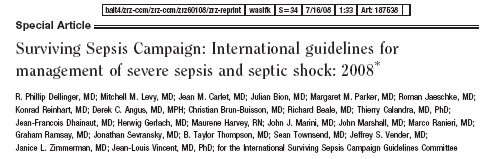 balt4/zrz-ccm/zrz-ccm/zrz60108/zrz-reprint waslfk S=34 7/16/08 1:33 Art: 187538
Special Article
Surviving Sepsis Campaign: International guidelines for
management of severe sepsis and septic shock: 2008*
R. Phillip Dellinger, MD; Mitchell M. Levy, MD; Jean M. Carlet, MD; Julian Bion, MD; Margaret M. Parker, MD; Roman Jaeschke, MD;
Konrad Reinhart, MD; Derek C. Angus, MD, MPH; Christian Brun-Buisson, MD; Richard Beale, MD; Thierry Calandra, MD, PhD;
Jean-Francois Dhainaut, MD; Herwig Gerlach, MD; Maurene Harvey, RN; John J. Marini, MD; John Marshall, MD; Marco Ranieri, MD;
Graham Ramsay, MD; Jonathan Sevransky, MD; B. Taylor Thompson, MD; Sean Townsend, MD; Jeffrey S. Vender, MD;
Janice L. Zimmerman, MD; Jean-Louis Vincent, MD, PhD; for the International Surviving Sepsis Campaign Guidelines Committee